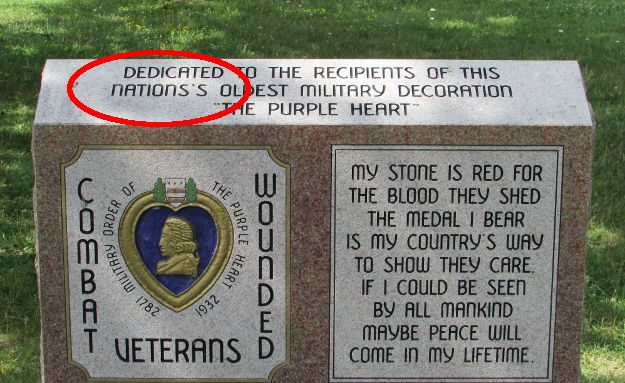 DEDICATED TO THE RECIPIENTS OF THIS
NATIONS'S OLDEST MILITARY DECORATION
"THE PURPLE HEART"
COMBAT
WOUNDED
VETERANS
MILITARY ORDER OF THE PURPLE HEART
1782 1932
MY STONE IS RED FOR
THE BLOOD THEY SHED
THE MEDAL I BEAR
IS MY COUNTRY'S WAY
TO SHOW THEY CARE.
IF I COULD BE SEEN
BY ALL MANKIND
MAYBE PEACE WILL
COME IN MY LIFETIME.